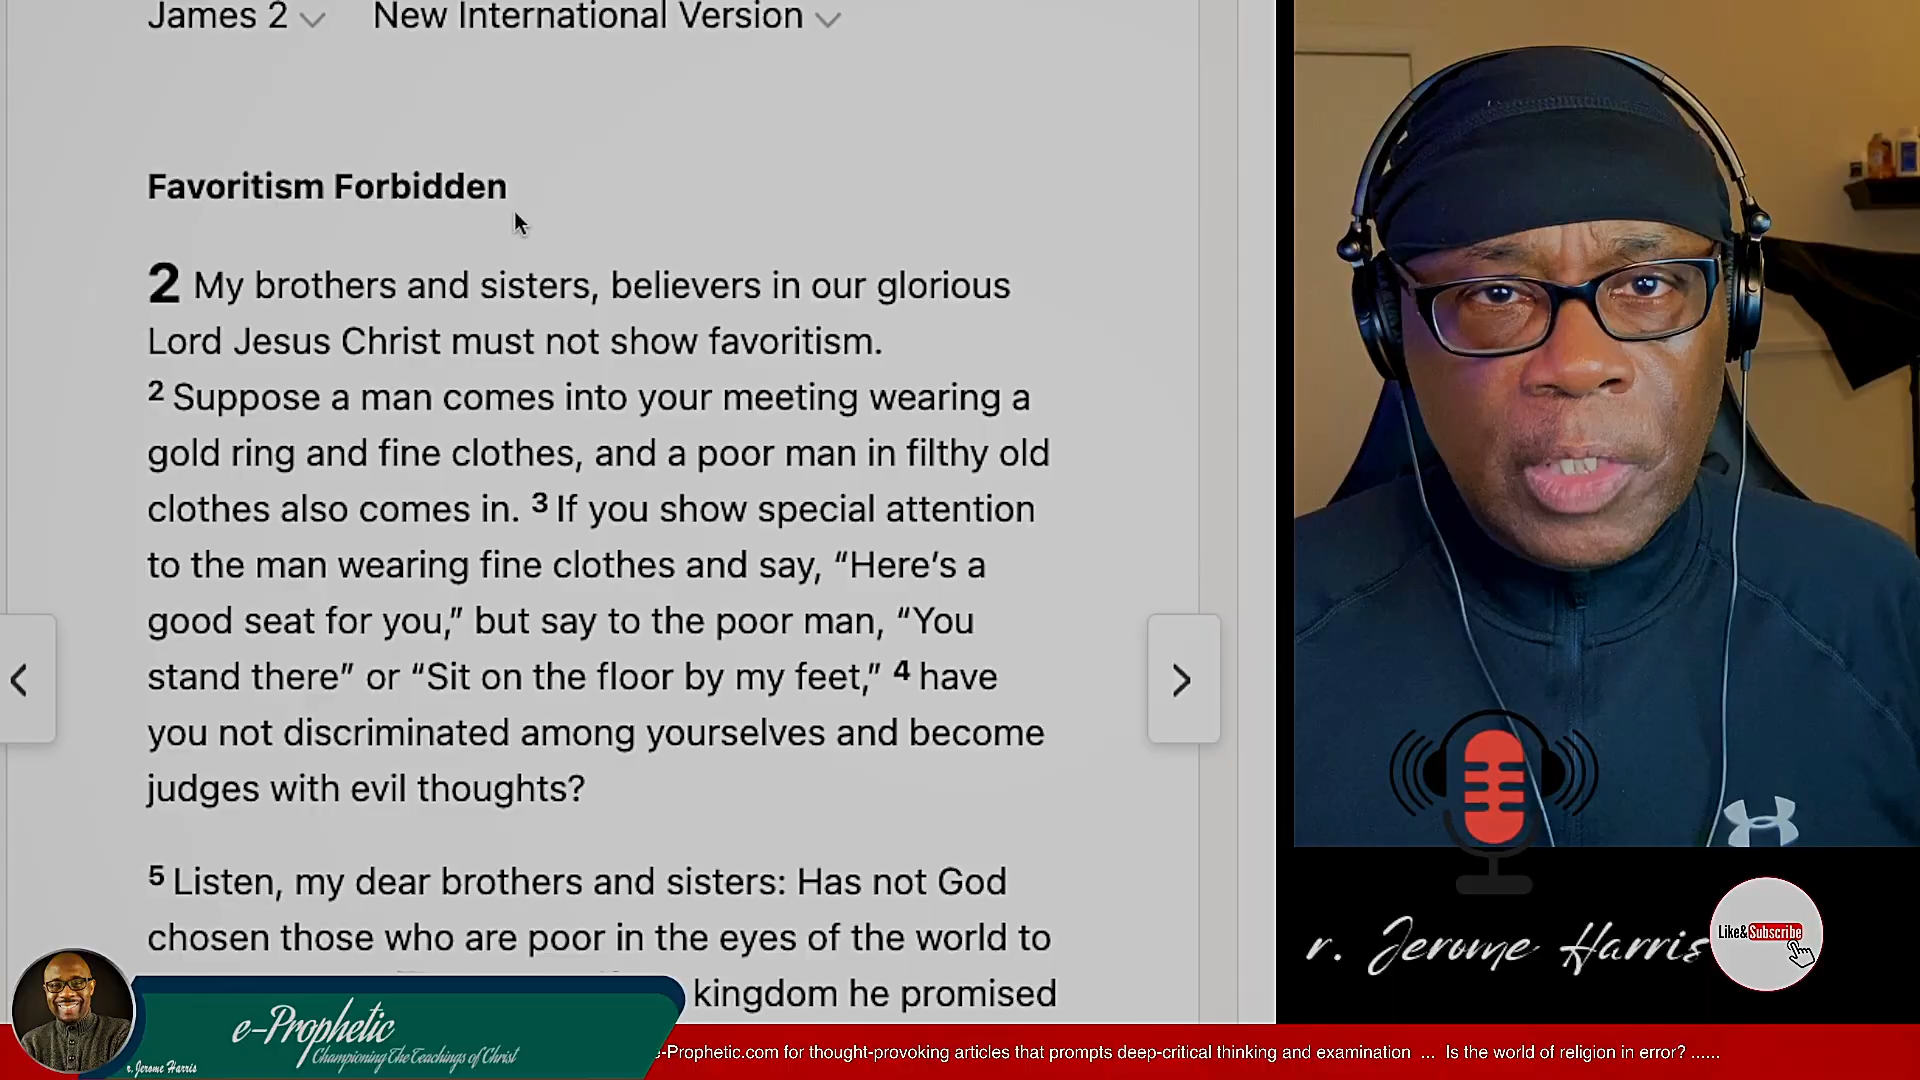 James 2 New International Version
Favoritism Forbidden
2 My brothers and sisters, believers in our glorious
Lord Jesus Christ must not show favoritism.
2 Suppose a man comes into your meeting wearing a
gold ring and fine clothes, and a poor man in filthy old
clothes also comes in. 3 If you show special attention
to the man wearing fine clothes and say, “Here’s a
good seat for you,” but say to the poor man, “You
stand there” or “Sit on the floor by my feet,” 4 have
you not discriminated among yourselves and become
judges with evil thoughts?
5 Listen, my dear brothers and sisters: Has not God
chosen those who are poor in the eyes of the world to
kingdom he promised
r. Jerome Harris
Like&Subscribe
e-Prophetic
Championing The Teachings of Christ
r. Jerome Harris
e-Prophetic.com for thought-provoking articles that prompts deep-critical thinking and examination ... Is the world of religion in error? ......